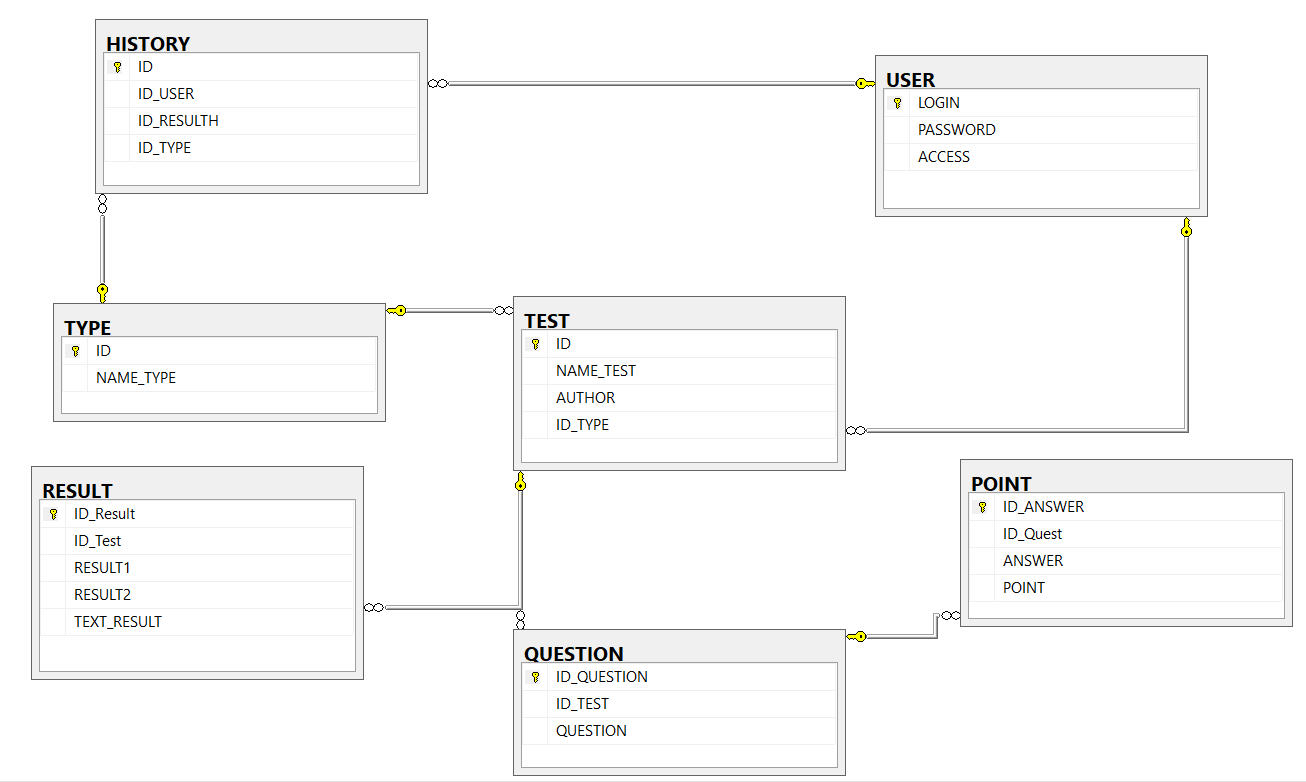 HISTORY
ID
ID_USER
ID_RESULTH
ID_TYPE
USER
LOGIN
PASSWORD
ACCESS
TYPE
ID
NAME_TYPE
TEST
ID
NAME_TEST
AUTHOR
ID_TYPE
RESULT
ID_Result
ID_Test
RESULT1
RESULT2
TEXT_RESULT
POINT
ID_ANSWER
ID_Quest
ANSWER
POINT
QUESTION
ID_QUESTION
ID_TEST
QUESTION